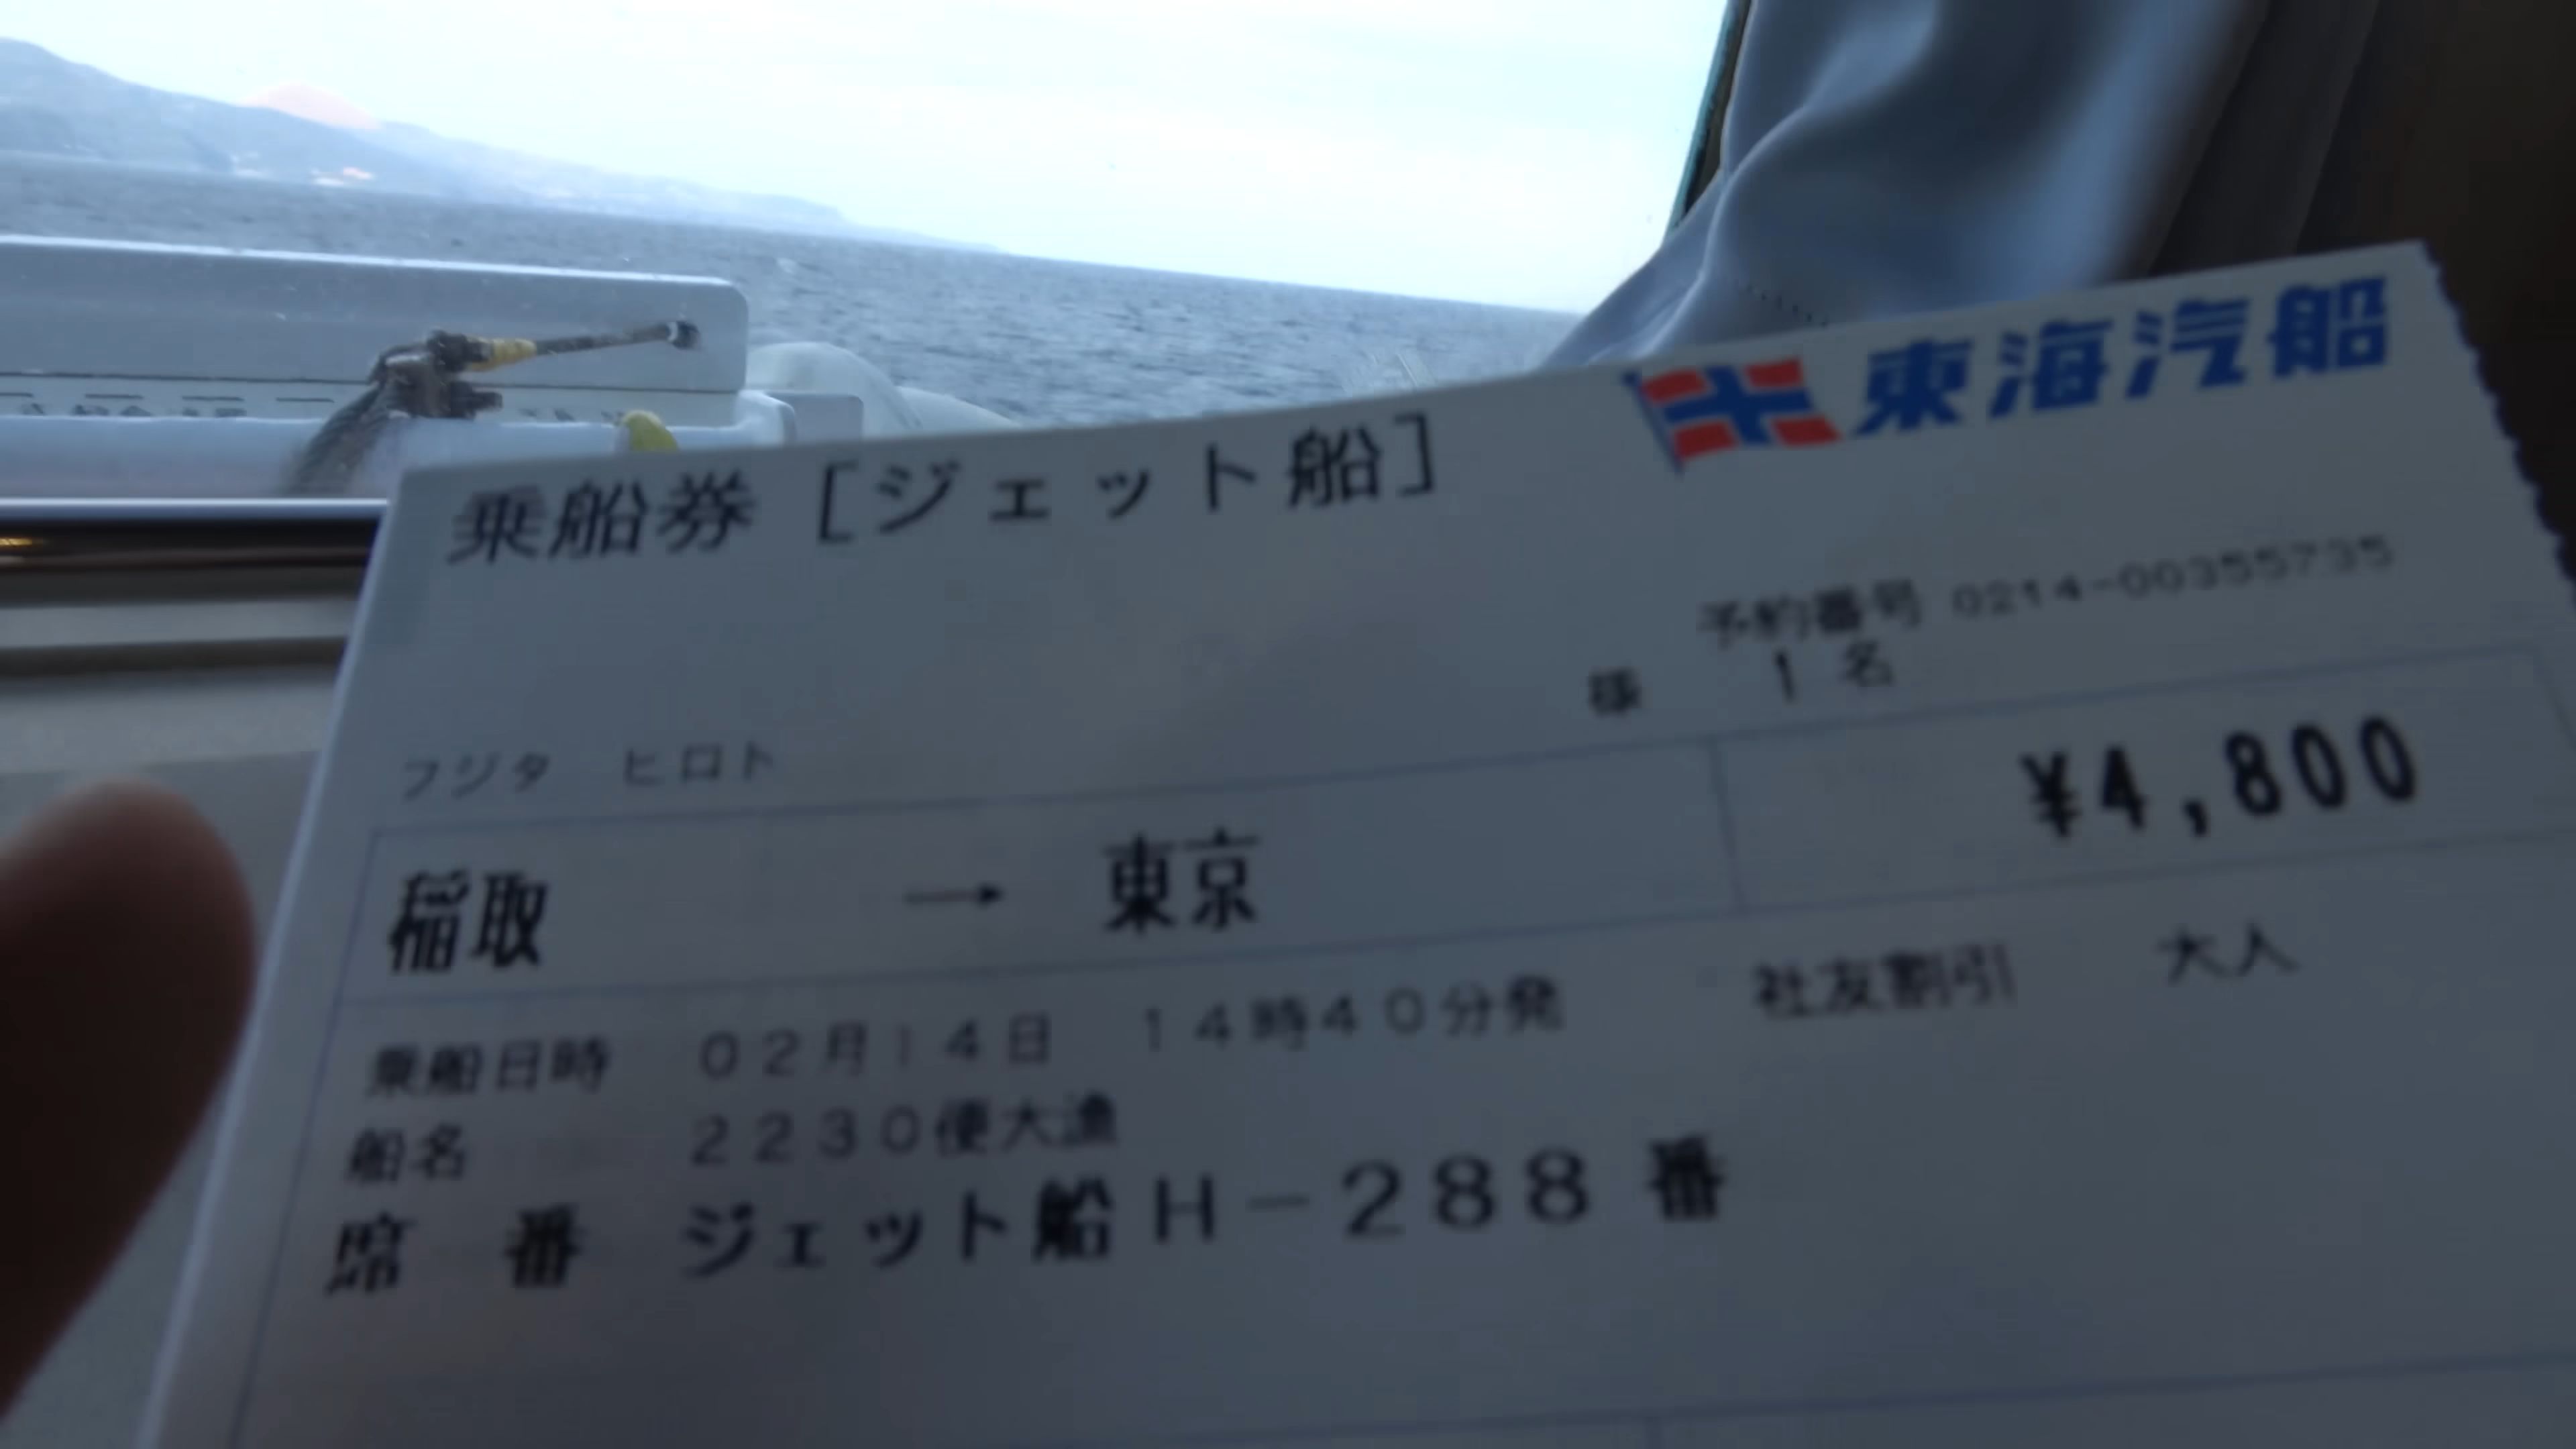 東海汽船
乗船券 [ジェット船]
予約番号 0214-00355735
様 1名
フジタ ヒロト
稲取 → 東京 ¥4,800
乗船日時 02月14日 14時40分発 社友割引 大人
船名 2230便大漁
席 番 ジェット船H-288番